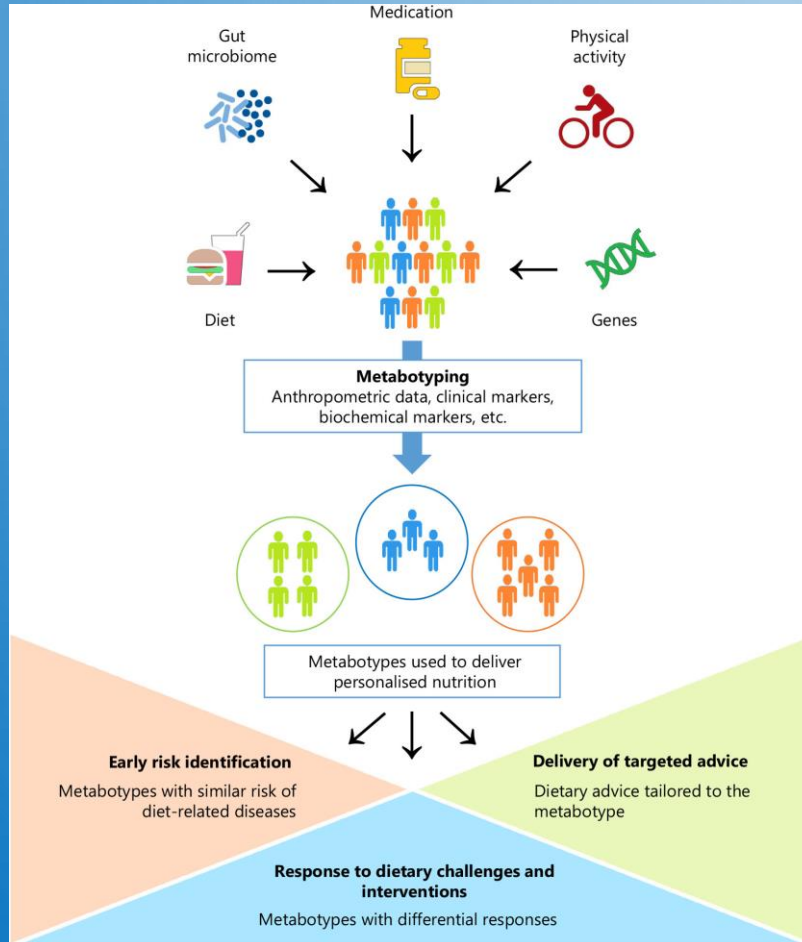 Medication
Gut
microbiome
Physical
activity
Diet
Genes
Metabotyping
Anthropometric data, clinical markers,
biochemical markers, etc.
Metabotypes used to deliver
personalised nutrition
Early risk identification
Metabotypes with similar risk of
diet-related diseases
Delivery of targeted advice
Dietary advice tailored to the
metabotype
Response to dietary challenges and
interventions
Metabotypes with differential responses